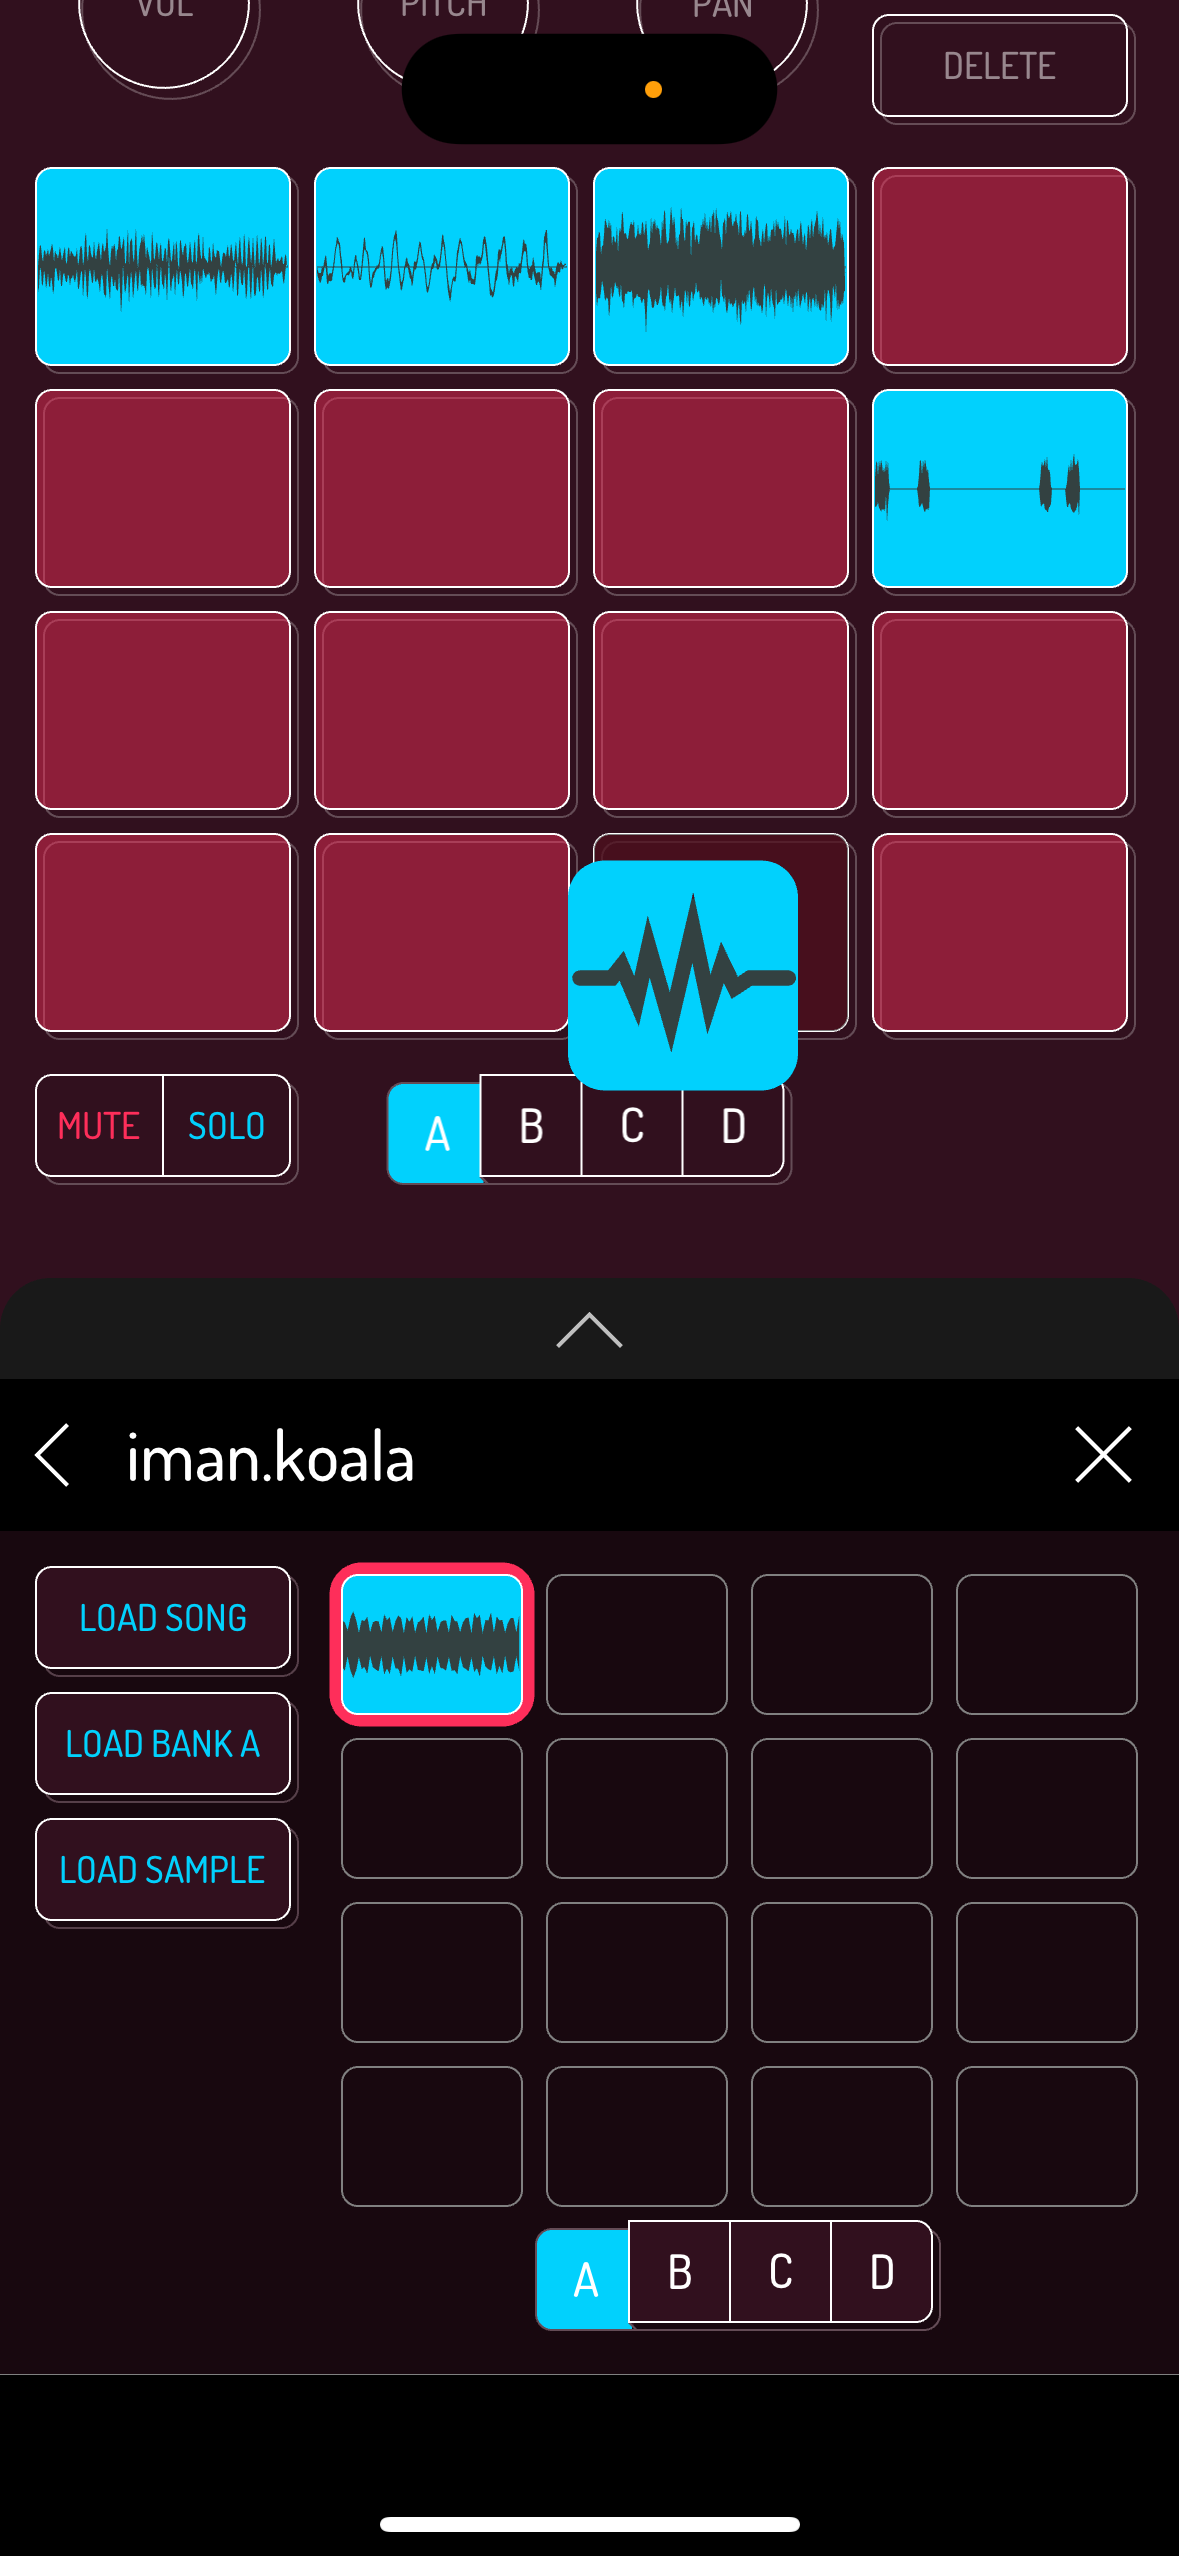 VOL PITCH PAN
DELETE
MUTE SOLO A B C D
iman.koala
LOAD SONG
LOAD BANK A
LOAD SAMPLE
A B C D